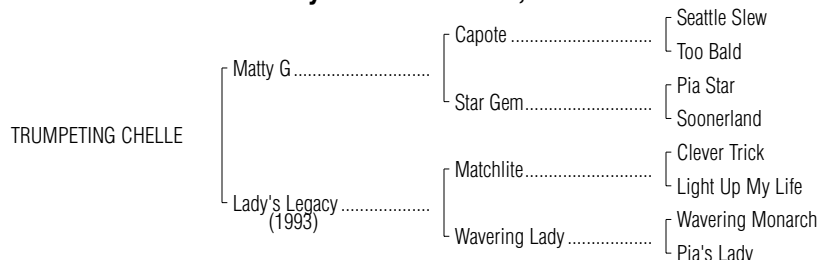 Seattle Slew
Capote ..............................
Too Bald
Matty G .............................
Pia Star
Star Gem...........................
Soonerland
TRUMPETING CHELLE
Clever Trick
Matchlite...........................
Light Up My Life
Lady's Legacy ...................
(1993)
Wavering Monarch
Wavering Lady ..................
Pia's Lady